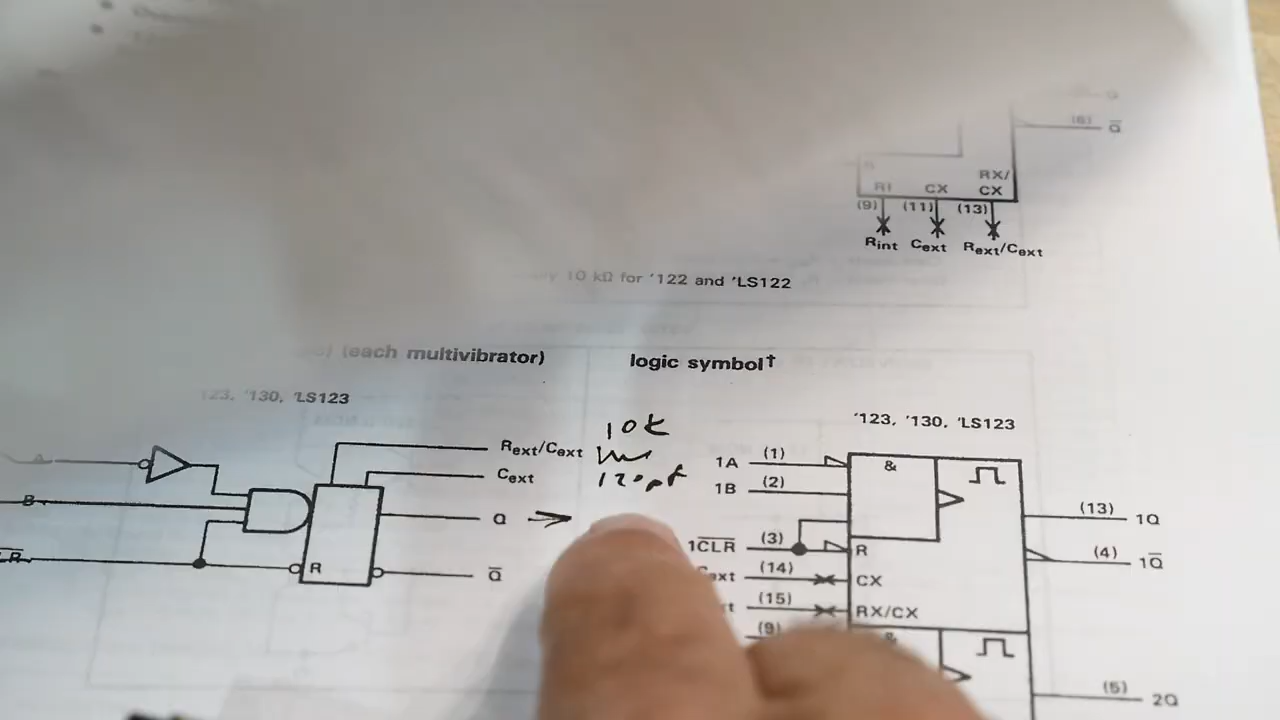 (6) Q̅
RI CX RX/
CX
(9) (11) (13)
Rint Cext Rext/Cext
10 kΩ for '122 and 'LS122
(each multivibrator)
logic symbol†
123, '130, 'LS123
'123, '130, 'LS123
Rext/Cext
Cext
10k
120pf
A
B
Q
Q̅
R
1A (1)
1B (2)
1C̅L̅R̅ (3)
(14)
(15)
(9)
&
R
CX
RX/CX
&
(13) 1Q
(4) 1Q̅
(5) 2Q